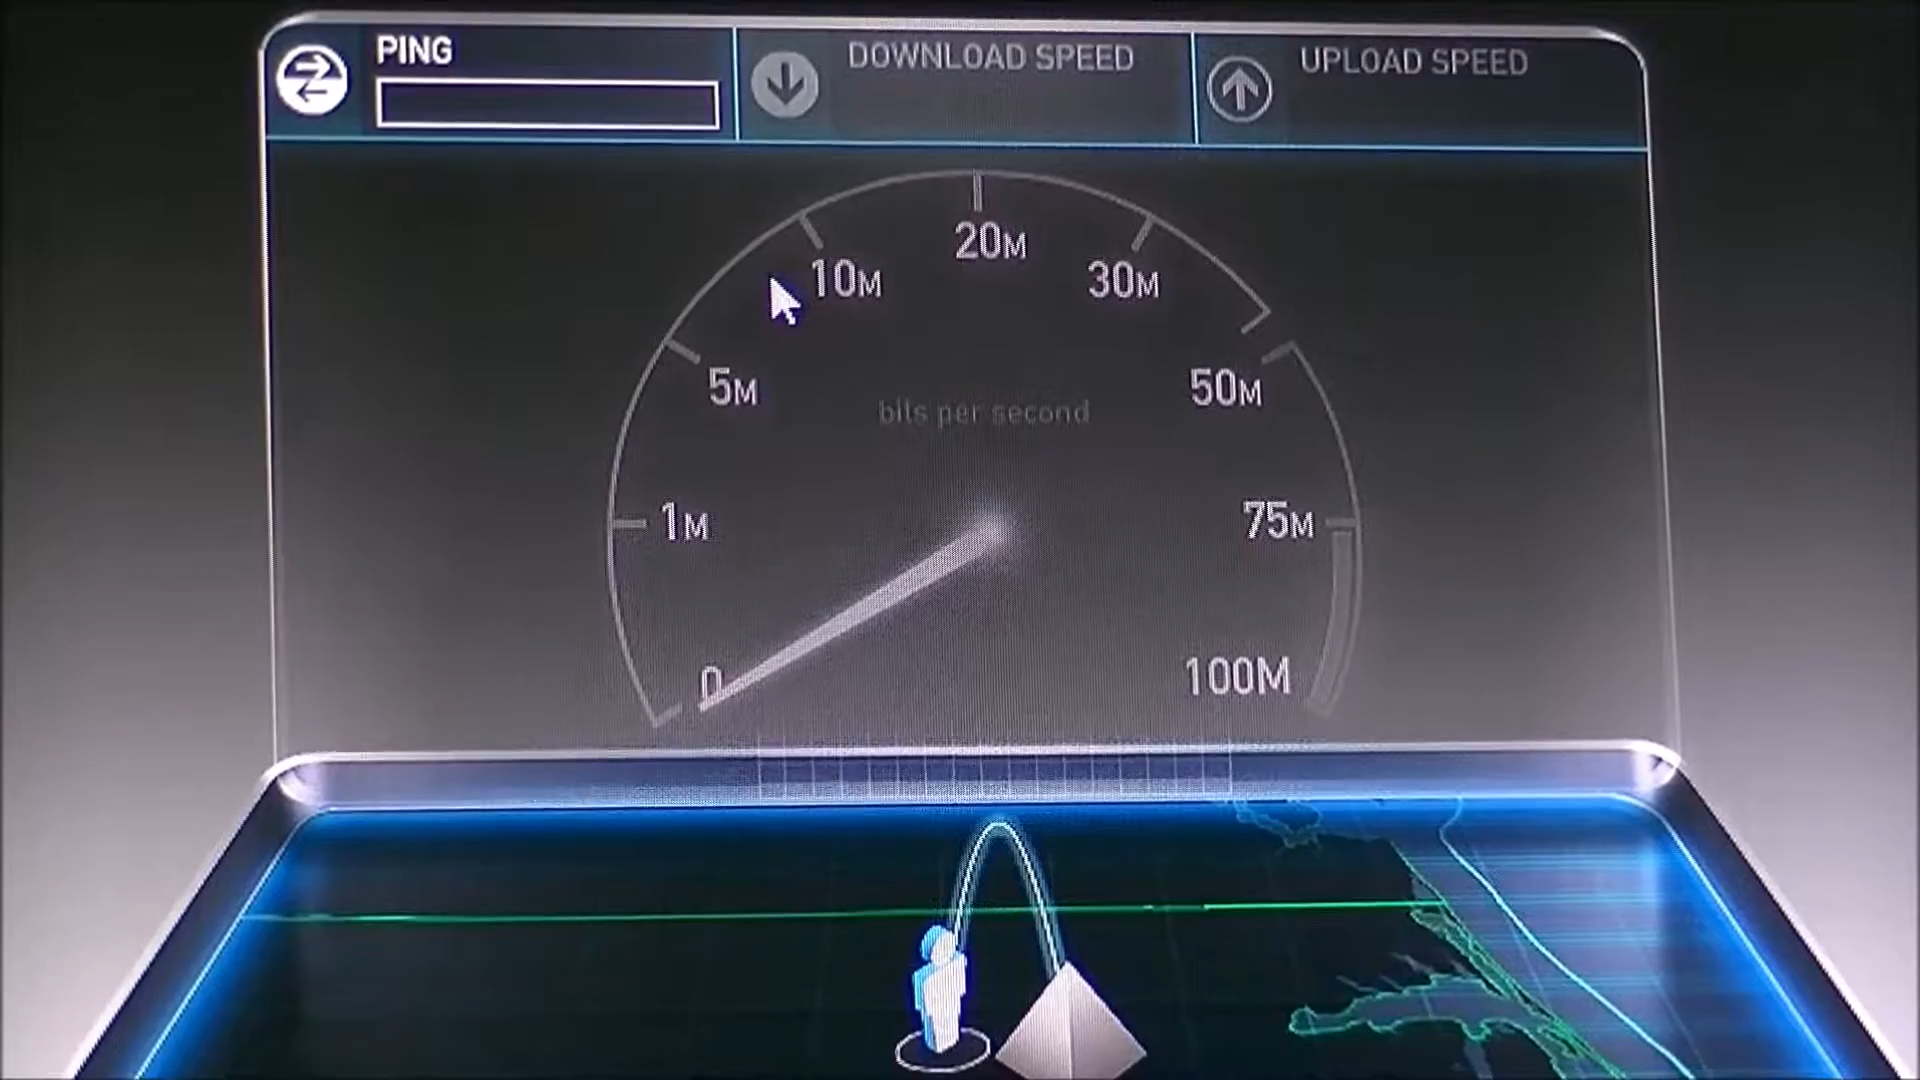 PING
DOWNLOAD SPEED
UPLOAD SPEED
20M
10M
30M
5M
50M
bits per second
1M
75M
0
100M